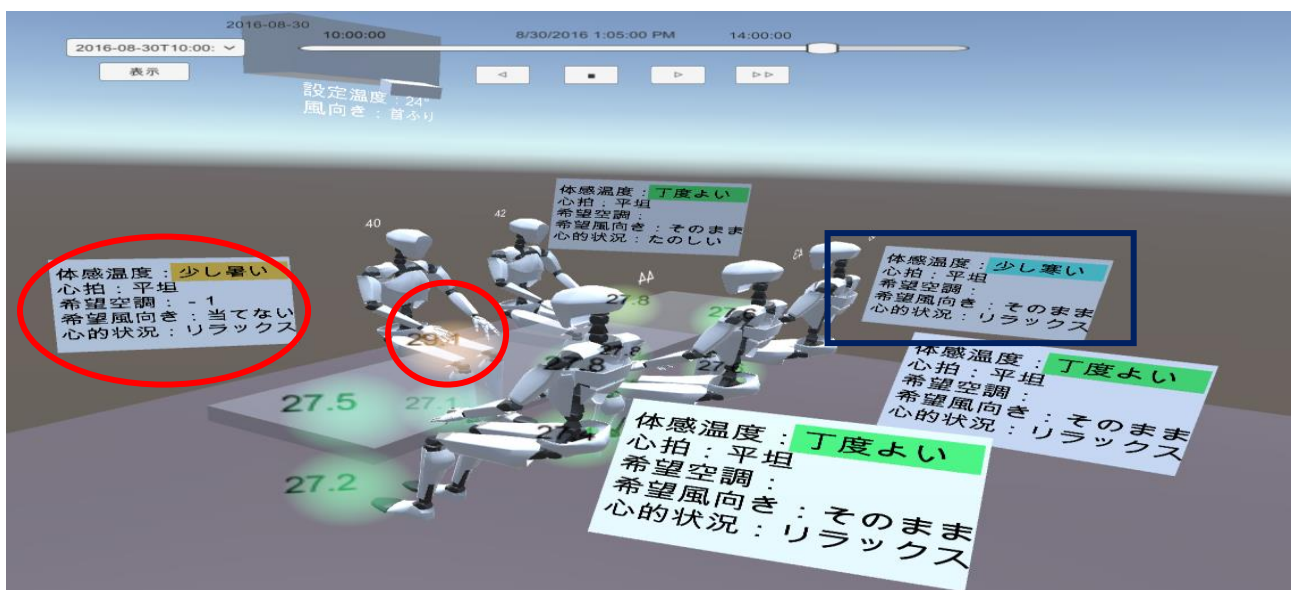 2016-08-30
10:00:00
8/30/2016 1:05:00 PM
14:00:00
2016-08-30T10:00:
表示
設定温度：24°
風向き：首ふり
体感温度：丁度よい
心拍：平坦
希望空調：
希望風向き：そのまま
心的状況：たのしい
40
42
44
体感温度：少し暑い
心拍：平坦
希望空調：-1
希望風向き：当てない
心的状況：リラックス
体感温度：少し寒い
心拍：平坦
希望空調：
希望風向き：そのまま
心的状況：リラックス
27.8
29.1
27.8
27.5
27.1
27.2
体感温度：丁度よい
心拍：平坦
希望空調：
希望風向き：そのまま
心的状況：リラックス
体感温度：丁度よい
心拍：平坦
希望空調：
希望風向き：そのまま
心的状況：リラックス